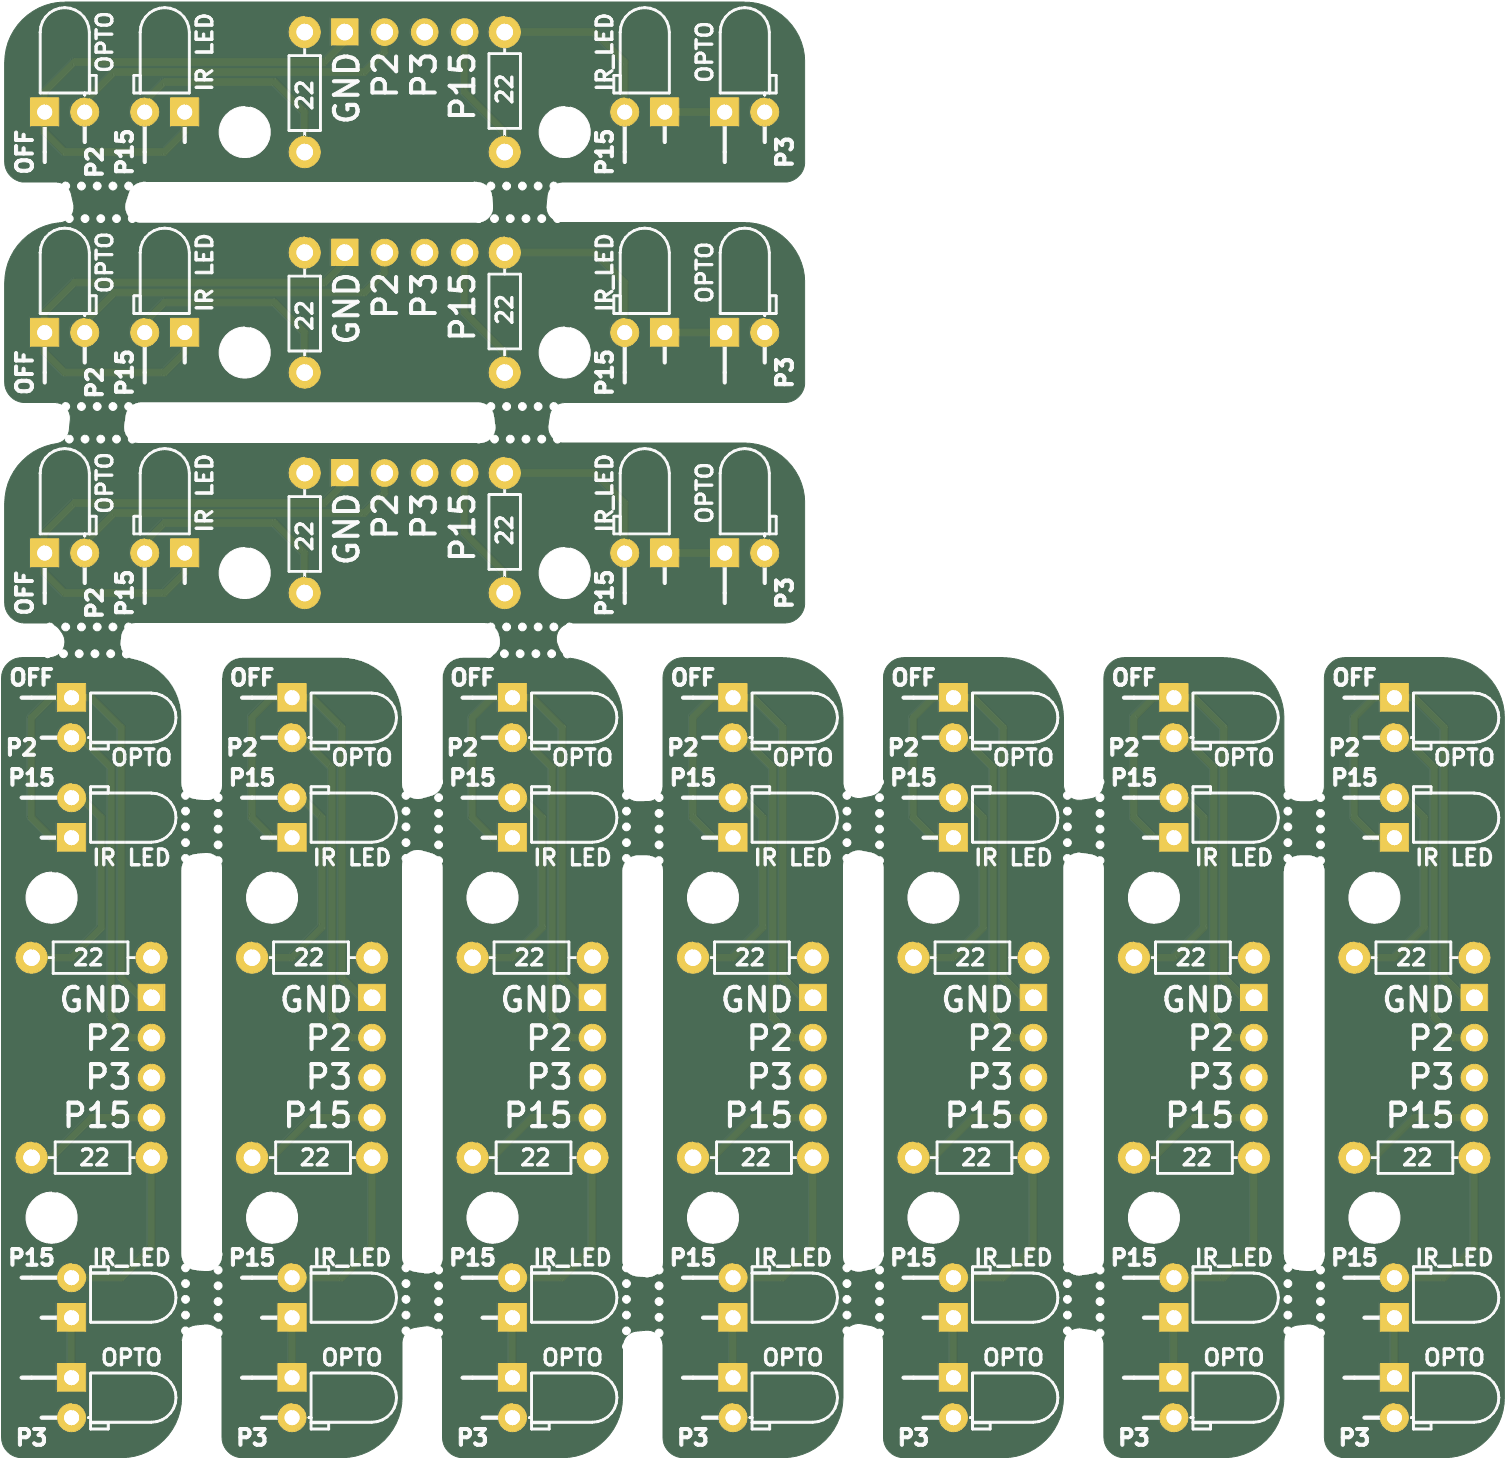 OPTO IR LED IR_LED OPTO
22 GND P2 P3 P15 22
OFF P2 P15 P15 P3
OPTO IR LED IR_LED OPTO
22 GND P2 P3 P15 22
OFF P2 P15 P15 P3
OPTO IR LED IR_LED OPTO
22 GND P2 P3 P15 22
OFF P2 P15 P15 P3
OFF OFF OFF OFF OFF OFF OFF
P2 P2 P2 P2 P2 P2 P2
OPTO OPTO OPTO OPTO OPTO OPTO OPTO
P15 P15 P15 P15 P15 P15 P15
IR LED IR LED IR LED IR LED IR LED IR LED IR LED
22 22 22 22 22 22 22
GND GND GND GND GND GND GND
P2 P2 P2 P2 P2 P2 P2
P3 P3 P3 P3 P3 P3 P3
P15 P15 P15 P15 P15 P15 P15
22 22 22 22 22 22 22
P15 IR_LED P15 IR_LED P15 IR_LED P15 IR_LED P15 IR_LED P15 IR_LED P15 IR_LED
OPTO OPTO OPTO OPTO OPTO OPTO OPTO
P3 P3 P3 P3 P3 P3 P3